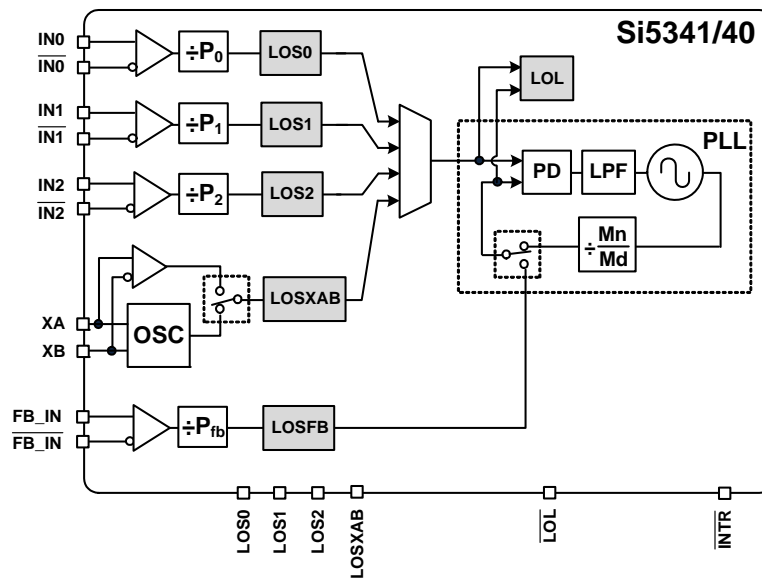 Si5341/40
IN0
IN0
÷P0
LOS0
LOL
IN1
IN1
÷P1
LOS1
PLL
IN2
IN2
÷P2
LOS2
PD
LPF
÷ Mn
Md
LOSXAB
XA
XB
OSC
FB_IN
FB_IN
÷Pfb
LOSFB
LOS0
LOS1
LOS2
LOSXAB
LOL
INTR